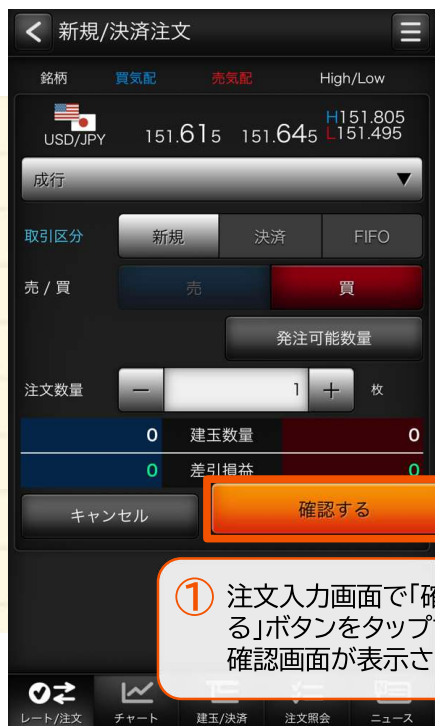 新規/決済注文
銘柄 買気配 売気配 High/Low
USD/JPY 151.615 151.645 H151.805
L151.495
成行 ▼
取引区分 新規 決済 FIFO
売 / 買 売 買
発注可能数量
注文数量 － 1 + 枚
0 建玉数量 0
0 差引損益 0
キャンセル 確認する
① 注文入力画面で「確
る」ボタンをタップ
確認画面が表示さ
レート/注文 チャート 建玉/決済 注文照会 ニュース